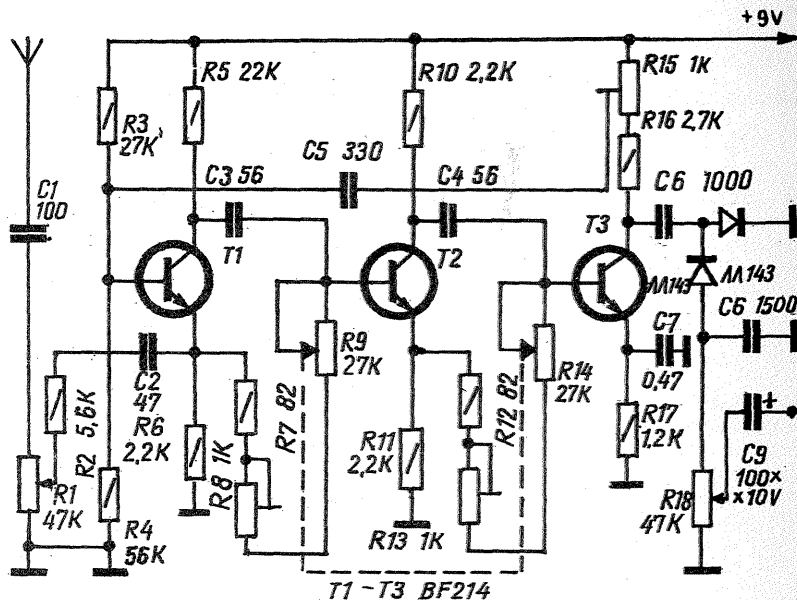 +9V
R5 22K
R10 2,2K
R15 1K
R3
27K
R16 2,7K
C5 330
C3 56
C4 56
C6 1000
C1
100
T1
T2
T3
ΛΛ143
ΛΛ143
C7
0,47
C6 1500
R9
27K
R14
27K
C2
47
R2 5,6K
R6
2,2K
R8 1K
R7 82
R11
2,2K
R12 82
R17
1,2K
C9
100×
×10V
R1
47K
R4
56K
R13 1K
R18
47K
T1 - T3 BF214